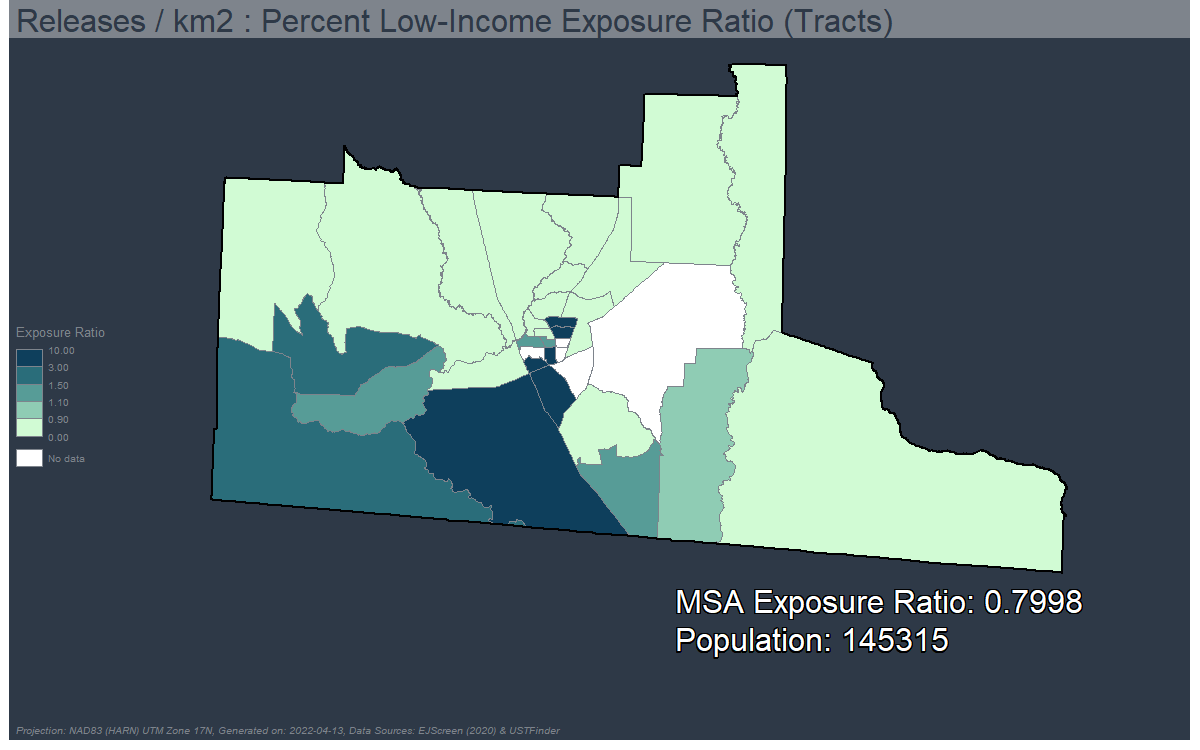 Releases / km2 : Percent Low-Income Exposure Ratio (Tracts)
Exposure Ratio
10.00
3.00
1.50
1.10
0.90
0.00
No data
MSA Exposure Ratio: 0.7998
Population: 145315
Projection: NAD83 (HARN) UTM Zone 17N, Generated on: 2022-04-13, Data Sources: EJScreen (2020) & USTFinder